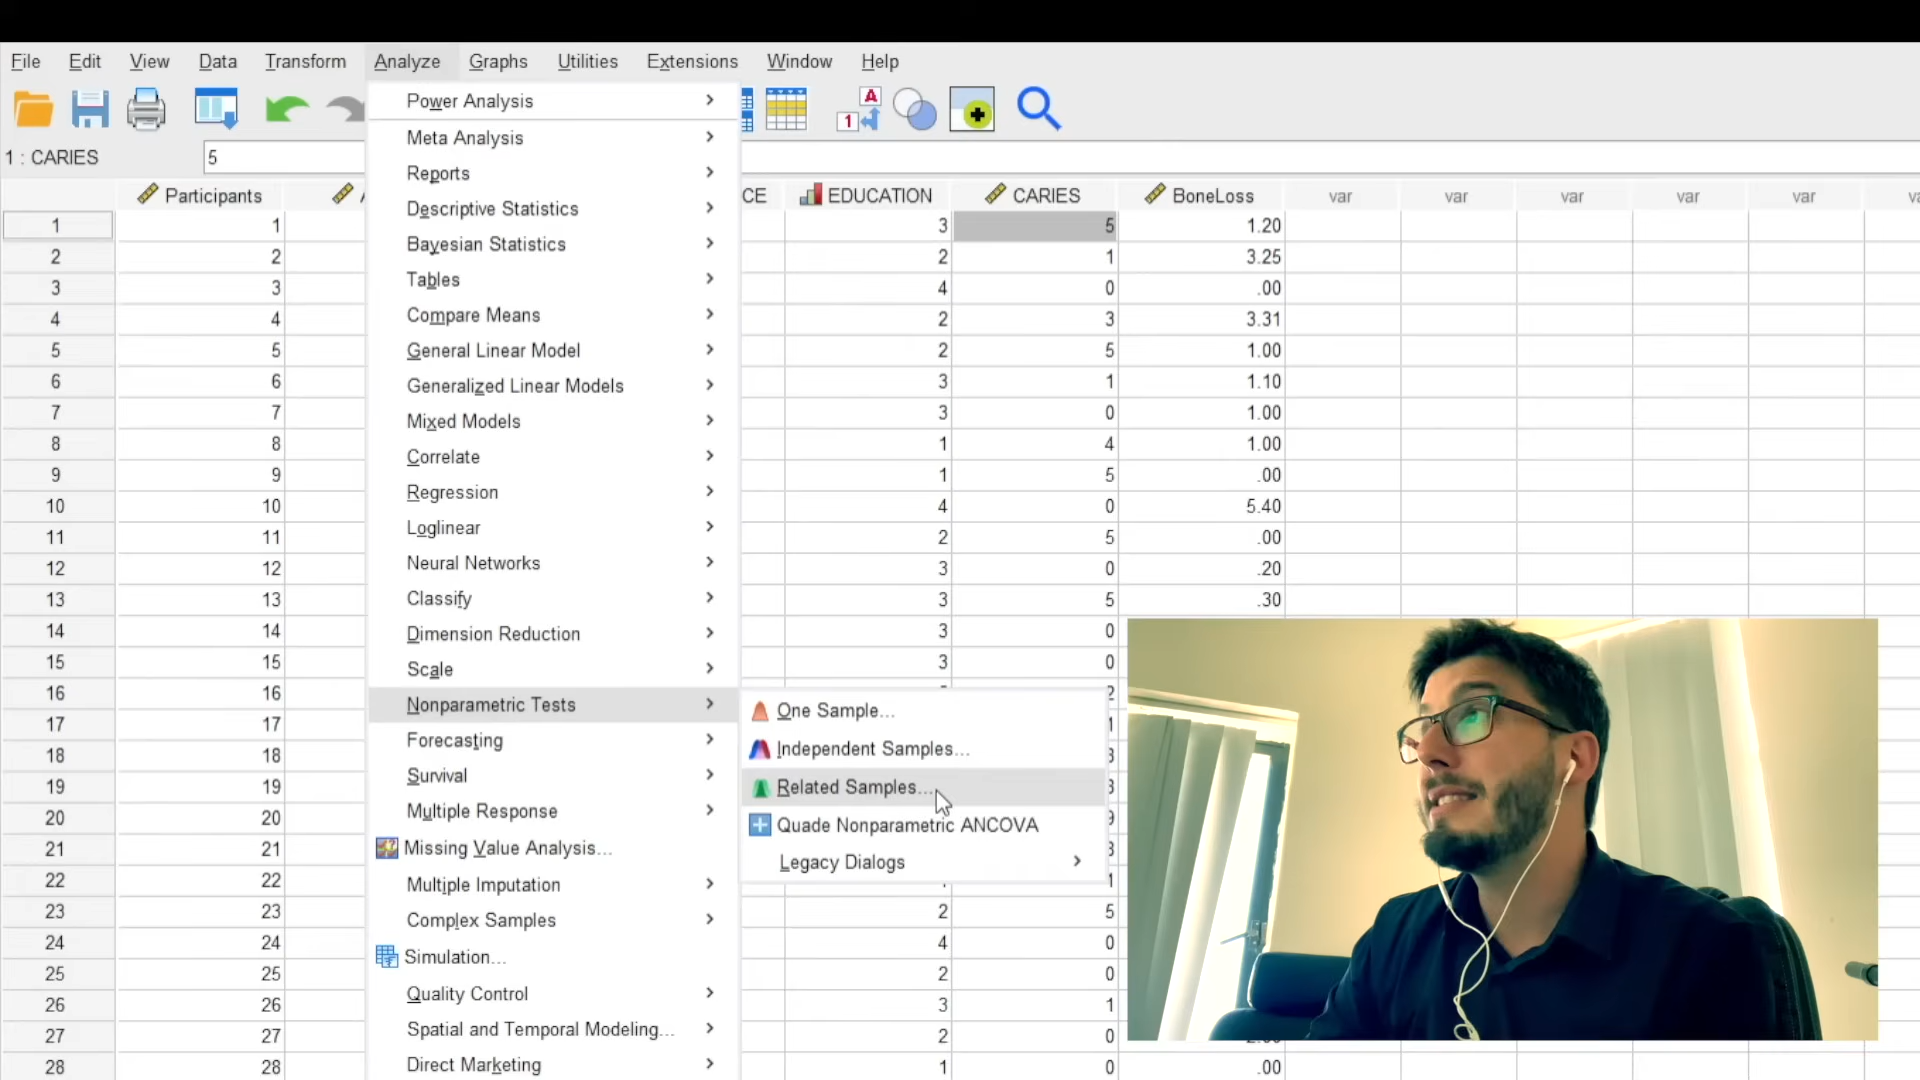 File Edit View Data Transform Analyze Graphs Utilities Extensions Window Help
1 : CARIES 5
Participants CE EDUCATION CARIES BoneLoss var var var var var
1 1 3 5 1.20
2 2 2 1 3.25
3 3 4 0 .00
4 4 2 3 3.31
5 5 2 5 1.00
6 6 3 1 1.10
7 7 3 0 1.00
8 8 1 4 1.00
9 9 1 5 .00
10 10 4 0 5.40
11 11 2 5 .00
12 12 3 0 .20
13 13 3 5 .30
14 14 3 0
15 15 3 0
16 16
17 17
18 18
19 19
20 20
21 21
22 22
23 23 2 5
24 24 4 0
25 25 2 0
26 26 3 1
27 27 2 0
28 28 1 0 .00
Power Analysis
Meta Analysis
Reports
Descriptive Statistics
Bayesian Statistics
Tables
Compare Means
General Linear Model
Generalized Linear Models
Mixed Models
Correlate
Regression
Loglinear
Neural Networks
Classify
Dimension Reduction
Scale
Nonparametric Tests
Forecasting
Survival
Multiple Response
Missing Value Analysis...
Multiple Imputation
Complex Samples
Simulation...
Quality Control
Spatial and Temporal Modeling...
Direct Marketing
One Sample...
Independent Samples...
Related Samples...
Quade Nonparametric ANCOVA
Legacy Dialogs